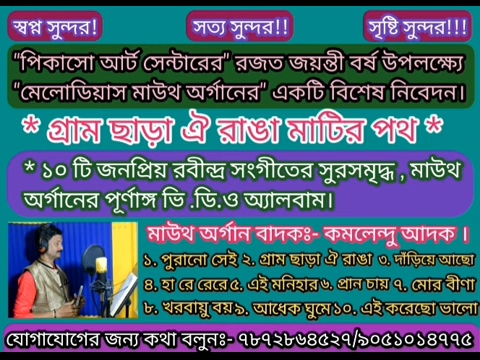 স্বপ্ন সুন্দর! সত্য সুন্দর!! সৃষ্টি সুন্দর!!!
"পিকাসো আর্ট সেন্টারের" রজত জয়ন্তী বর্ষ উপলক্ষ্যে
"মেলোডিয়াস মাউথ অর্গানের" একটি বিশেষ নিবেদন।
* গ্রাম ছাড়া ঐ রাঙা মাটির পথ *
* ১০ টি জনপ্রিয় রবীন্দ্র সংগীতের সুরসমৃদ্ধ , মাউথ
অর্গানের পূর্ণাঙ্গ ভি .ডি.ও অ্যালবাম।
মাউথ অর্গান বাদকঃ- কমলেন্দু আদক ।
১. পুরানো সেই ২. গ্রাম ছাড়া ঐ রাঙা ৩. দাঁড়িয়ে আছো
৪. হা রে রেরে ৫. এই মনিহার ৬. প্রান চায় ৭. মোর বীণা
৮. খরবায়ু বয় ৯. আধেক ঘুমে ১০. এই করেছো ভালো
যোগাযোগের জন্য কথা বলুনঃ- ৭৮৭২৮৬৪৫২৭/৯০৫১০১৪৭৭৫